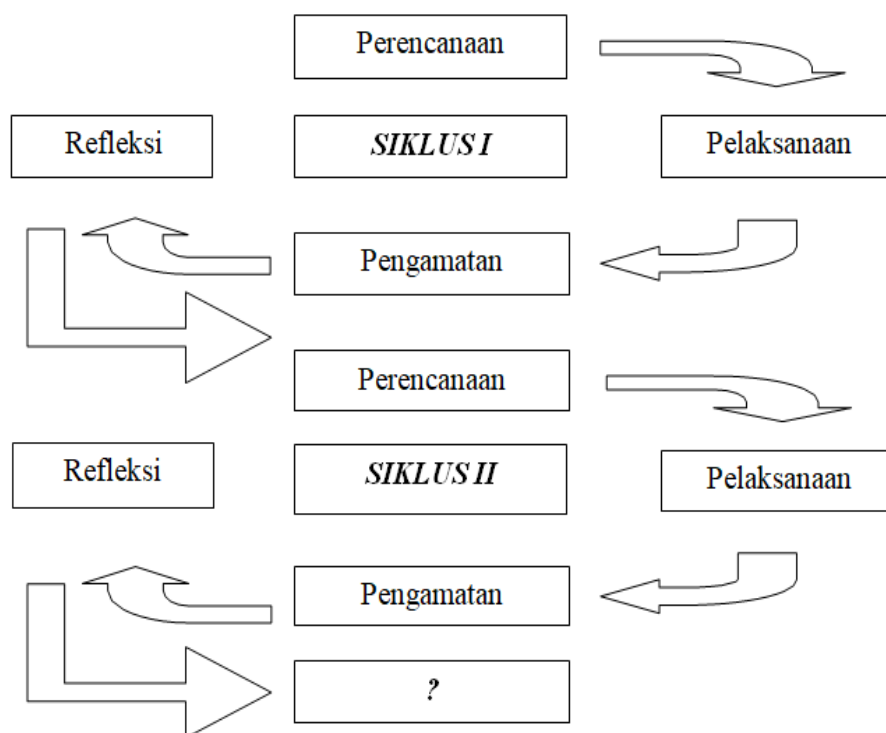 Perencanaan
Refleksi
SIKLUS I
Pelaksanaan
Pengamatan
Perencanaan
Refleksi
SIKLUS II
Pelaksanaan
Pengamatan
?